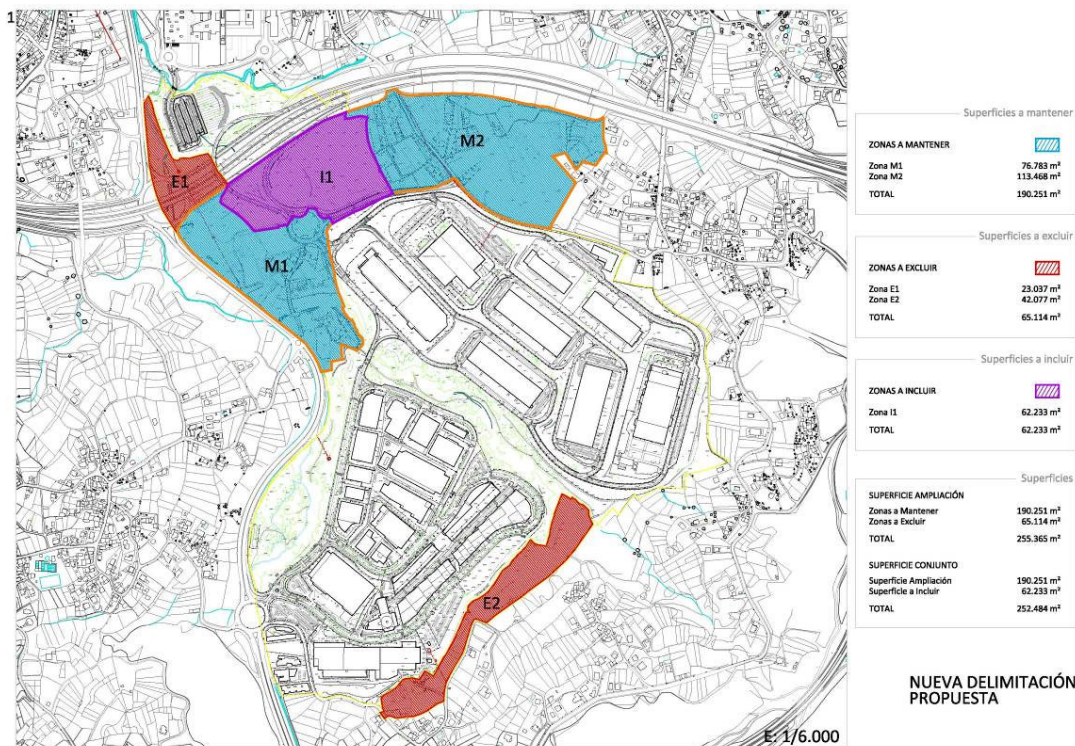 1
E1
I1
M2
M1
E2
E: 1/6.000
Superficies a mantener
ZONAS A MANTENER
Zona M1 76.783 m²
Zona M2 113.468 m²
TOTAL 190.251 m²
Superficies a excluír
ZONAS A EXCLUIR
Zona E1 23.037 m²
Zona E2 42.077 m²
TOTAL 65.114 m²
Superficies a incluir
ZONAS A INCLUIR
Zona I1 62.233 m²
TOTAL 62.233 m²
Superficies
SUPERFICIE AMPLIACIÓN
Zonas a Mantener 190.251 m²
Zonas a Excluir 65.114 m²
TOTAL 255.365 m²
SUPERFICIE CONJUNTO
Superficie Ampliación 190.251 m²
Superficie a Incluir 62.233 m²
TOTAL 252.484 m²
NUEVA DELIMITACIÓN
PROPUESTA